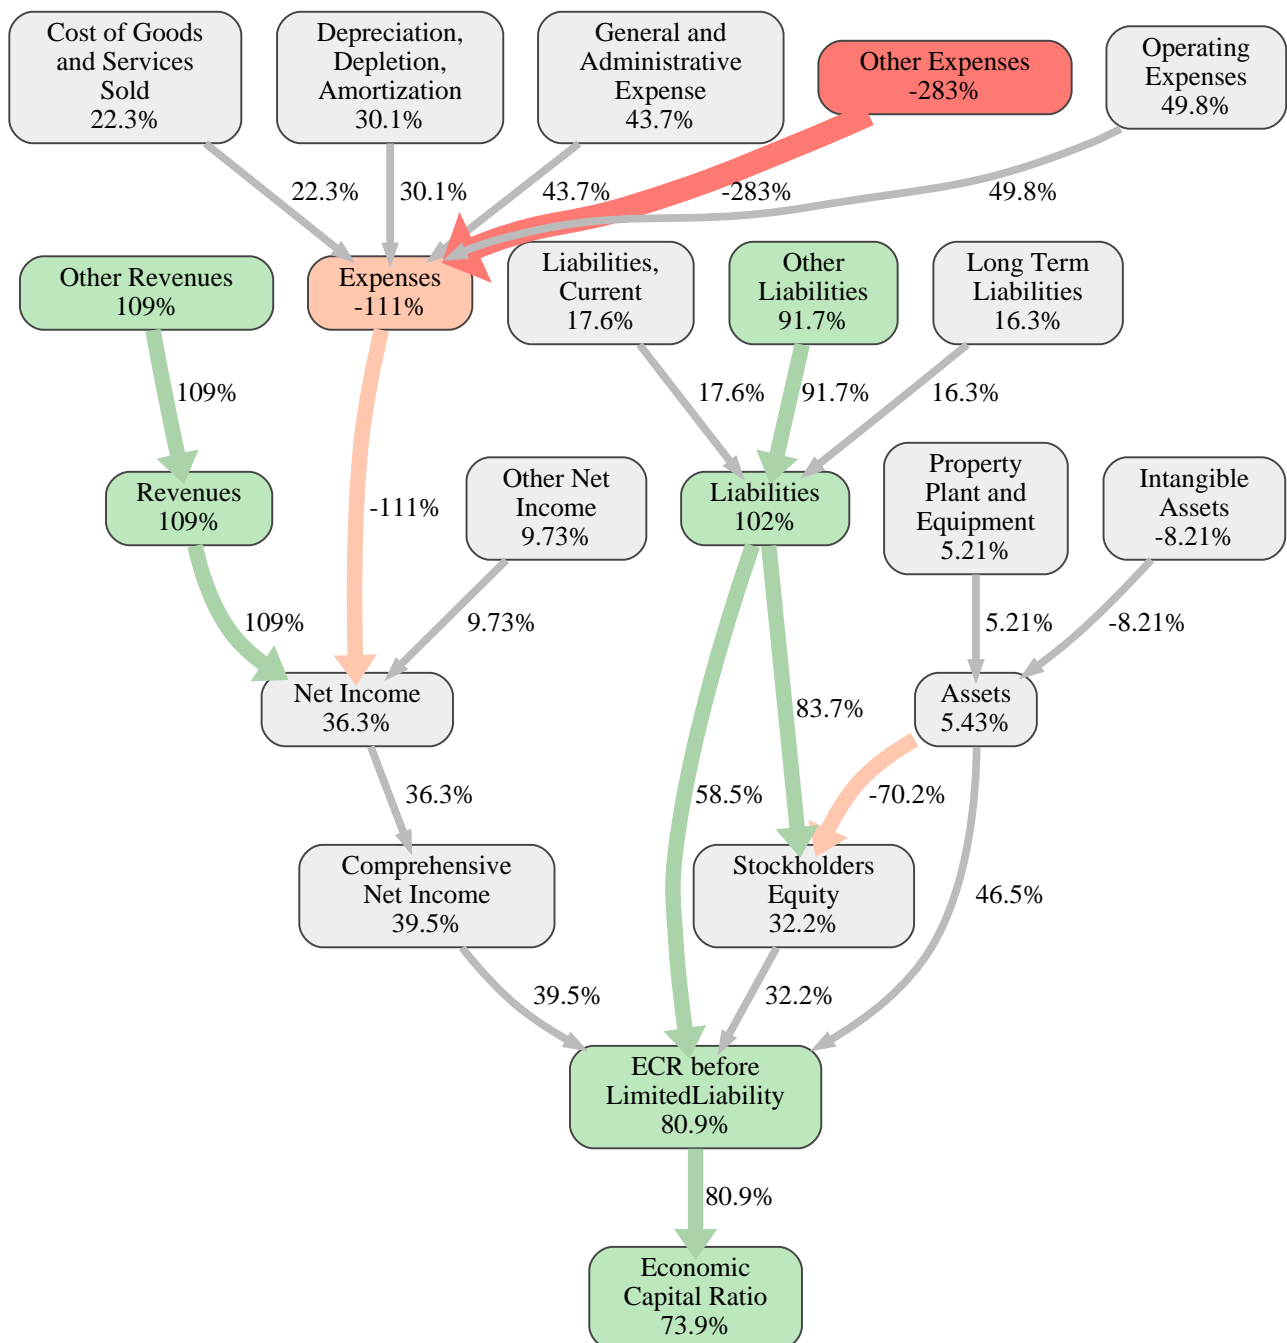 Cost of Goods
and Services
Sold
22.3%
Depreciation,
Depletion,
Amortization
30.1%
General and
Administrative
Expense
43.7%
Other Expenses
-283%
Operating
Expenses
49.8%
22.3%
30.1%
43.7%
-283%
49.8%
Other Revenues
109%
Expenses
-111%
Liabilities,
Current
17.6%
Other
Liabilities
91.7%
Long Term
Liabilities
16.3%
109%
17.6%
91.7%
16.3%
Revenues
109%
-111%
Other Net
Income
9.73%
Liabilities
102%
Property
Plant and
Equipment
5.21%
Intangible
Assets
-8.21%
109%
9.73%
5.21%
-8.21%
Net Income
36.3%
83.7%
Assets
5.43%
36.3%
58.5%
-70.2%
Comprehensive
Net Income
39.5%
Stockholders
Equity
32.2%
46.5%
39.5%
32.2%
ECR before
LimitedLiability
80.9%
80.9%
Economic
Capital Ratio
73.9%